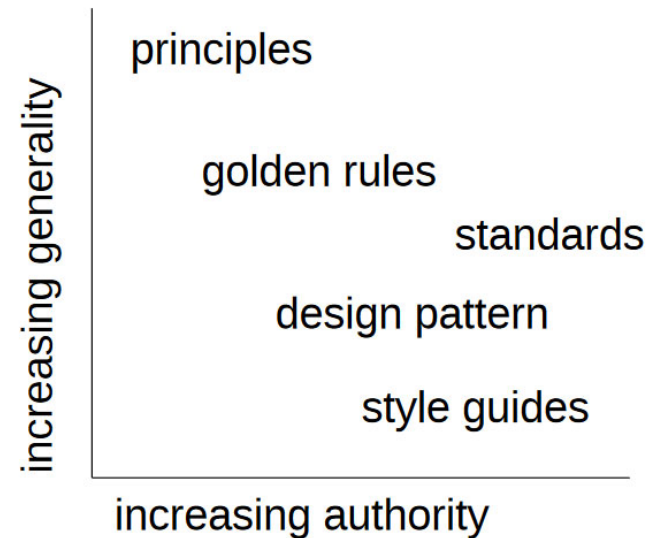 principles
golden rules
standards
design pattern
style guides
increasing generality
increasing authority